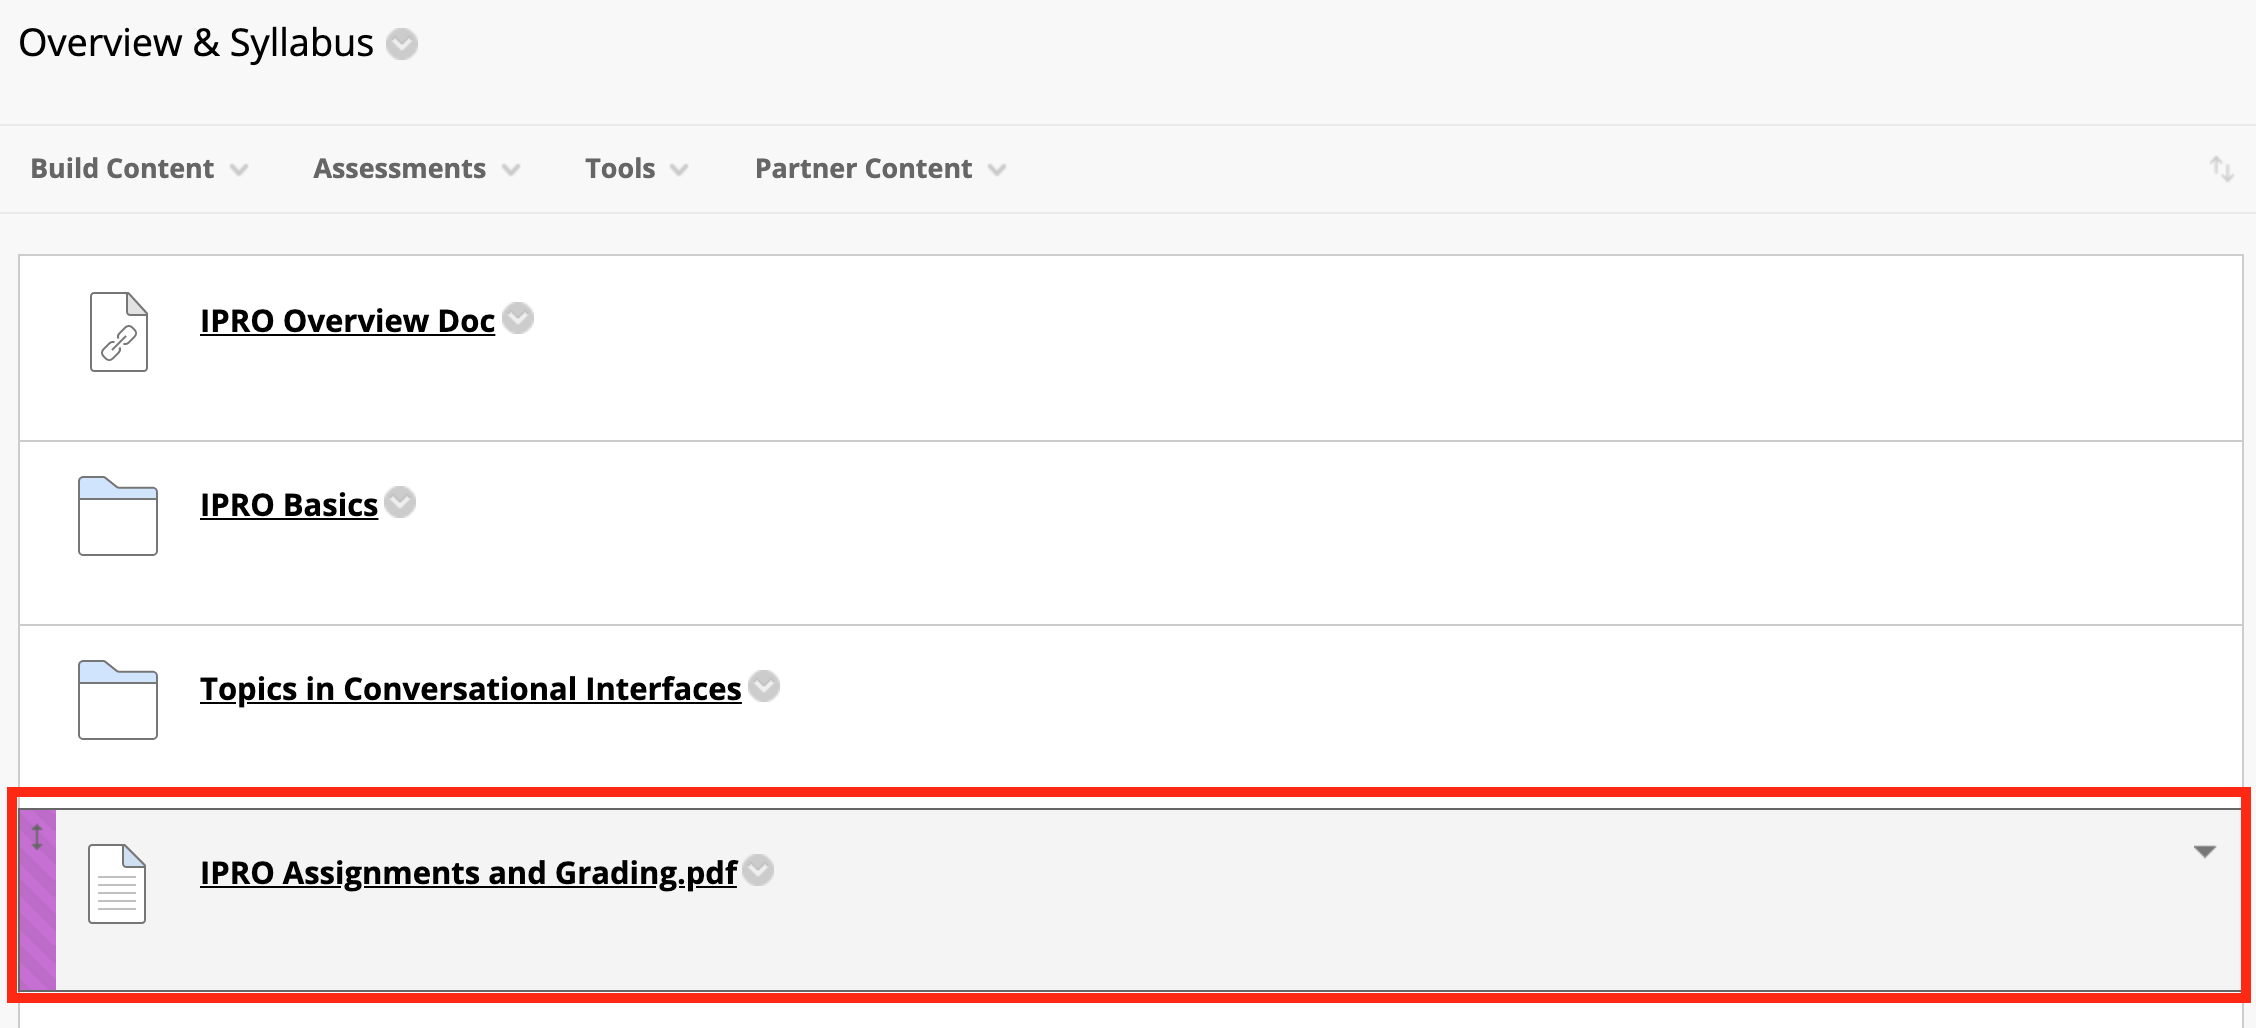 Overview & Syllabus
Build Content Assessments Tools Partner Content
IPRO Overview Doc
IPRO Basics
Topics in Conversational Interfaces
IPRO Assignments and Grading.pdf